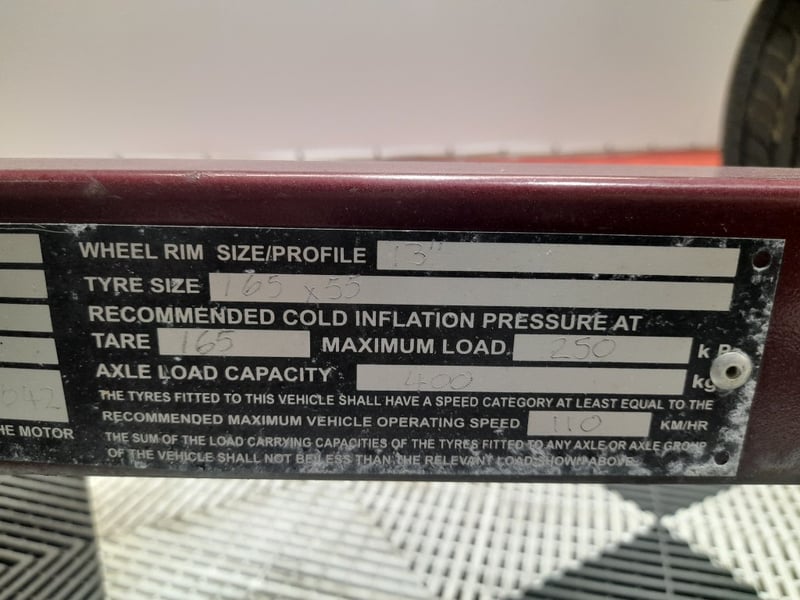 WHEEL RIM SIZE/PROFILE 13"
TYRE SIZE 165 x 55
RECOMMENDED COLD INFLATION PRESSURE AT
TARE 165 MAXIMUM LOAD 250 k
AXLE LOAD CAPACITY 400 kg
THE TYRES FITTED TO THIS VEHICLE SHALL HAVE A SPEED CATEGORY AT LEAST EQUAL TO THE
642 RECOMMENDED MAXIMUM VEHICLE OPERATING SPEED 110 KM/HR
HE MOTOR THE SUM OF THE LOAD CARRYING CAPACITIES OF THE TYRES FITTED TO ANY AXLE OR AXLE GROUP
OF THE VEHICLE SHALL NOT BE LESS THAN THE RELEVANT LOAD SHOWN ABOVE